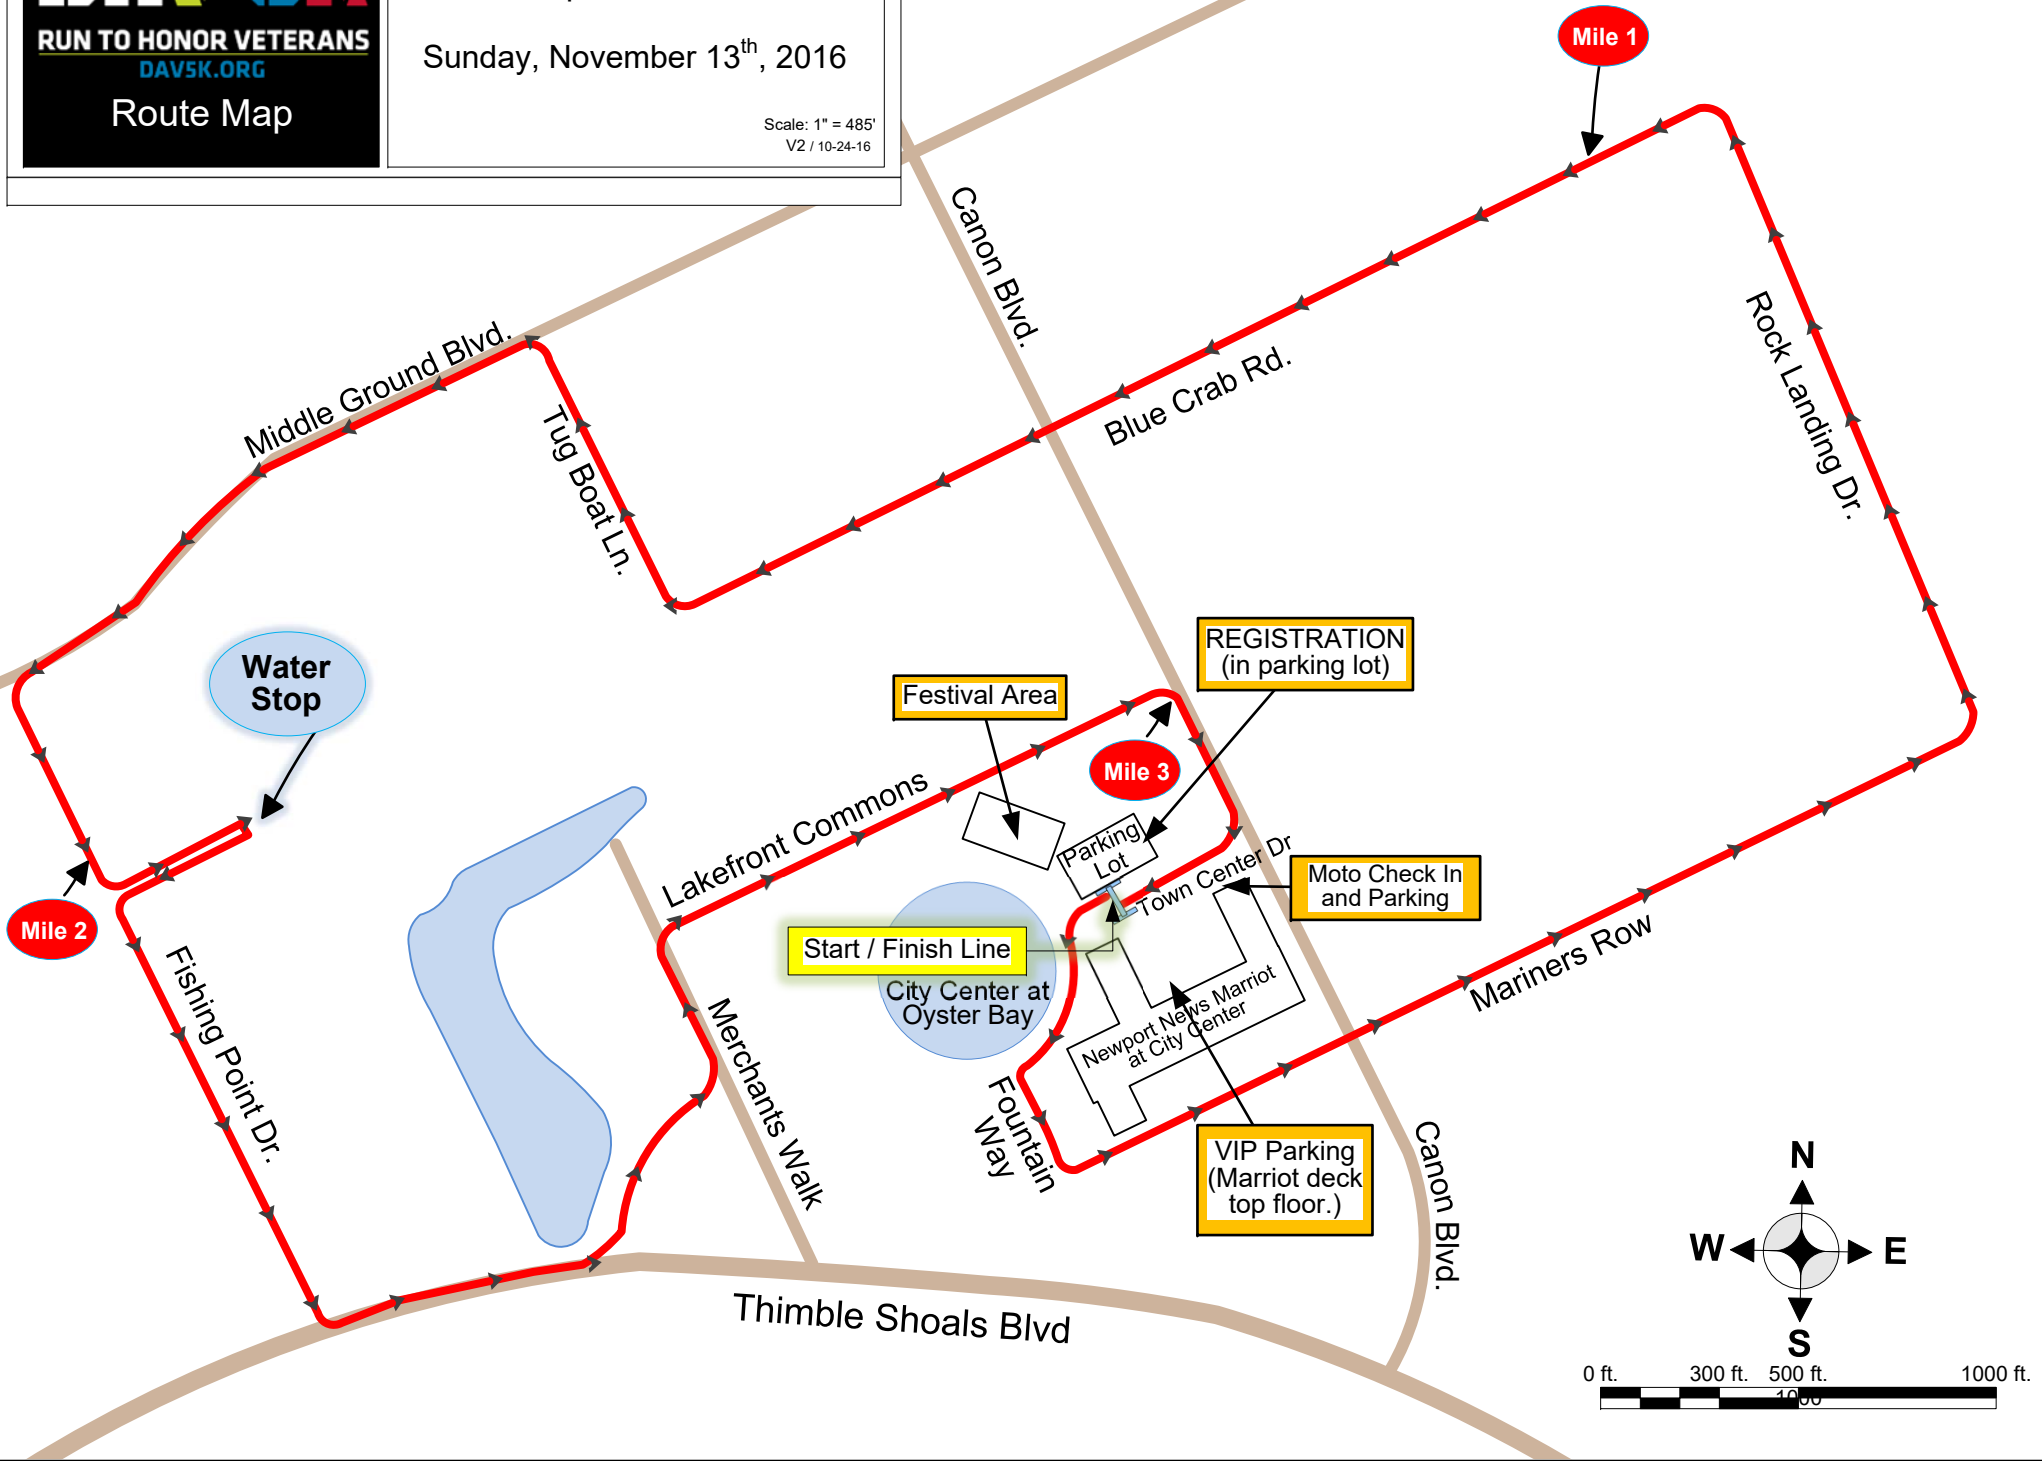 RUN TO HONOR VETERANS
DAV5K.ORG
Route Map
Sunday, November 13th, 2016
Scale: 1" = 485'
V2 / 10-24-16
Mile 1
Canon Blvd.
Rock Landing Dr.
Blue Crab Rd.
Middle Ground Blvd.
Tug Boat Ln.
Water
Stop
REGISTRATION
(in parking lot)
Festival Area
Mile 3
Lakefront Commons
Parking
Lot
Town Center Dr
Moto Check In
and Parking
Mile 2
Start / Finish Line
City Center at
Oyster Bay
Newport News Marriot
at City Center
Mariners Row
Fishing Point Dr.
Merchants Walk
Fountain
Way
VIP Parking
(Marriot deck
top floor.)
Canon Blvd.
Thimble Shoals Blvd
N
W
E
S
0 ft.
300 ft.
500 ft.
1000 ft.
1000